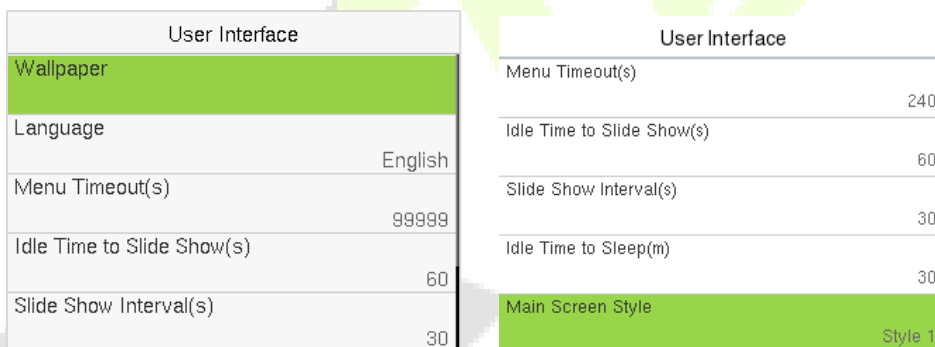 User Interface
Wallpaper
Language
English
Menu Timeout(s)
99999
Idle Time to Slide Show(s)
60
Slide Show Interval(s)
30
User Interface
Menu Timeout(s)
240
Idle Time to Slide Show(s)
60
Slide Show Interval(s)
30
Idle Time to Sleep(m)
30
Main Screen Style
Style 1